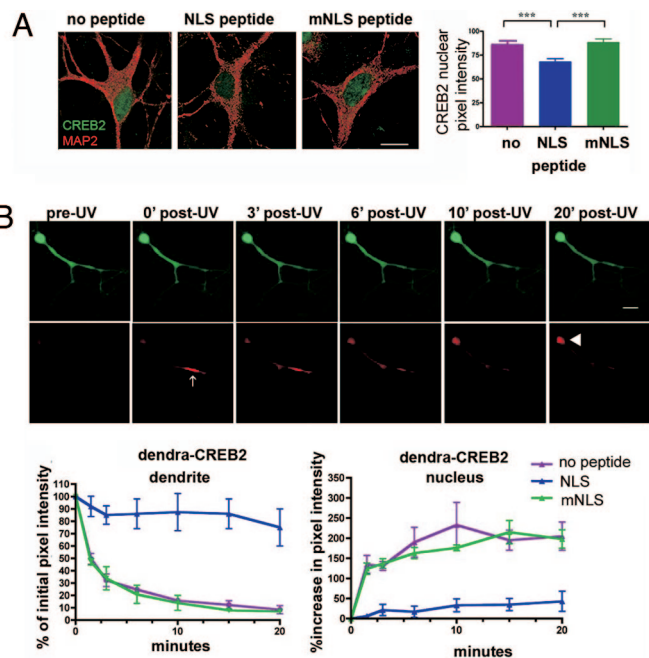 A
no peptide NLS peptide mNLS peptide
CREB2
MAP2
CREB2 nuclear
pixel intensity
100
75
50
25
0
*** ***
no NLS mNLS
peptide
B
pre-UV 0' post-UV 3' post-UV 6' post-UV 10' post-UV 20' post-UV
dendra-CREB2
dendrite
% of initial pixel intensity
110
100
90
80
70
60
50
40
30
20
10
0
0 5 10 15 20
minutes
dendra-CREB2
nucleus
no peptide
NLS
mNLS
%increase in pixel intensity
350
300
250
200
150
100
50
0
0 5 10 15 20
minutes